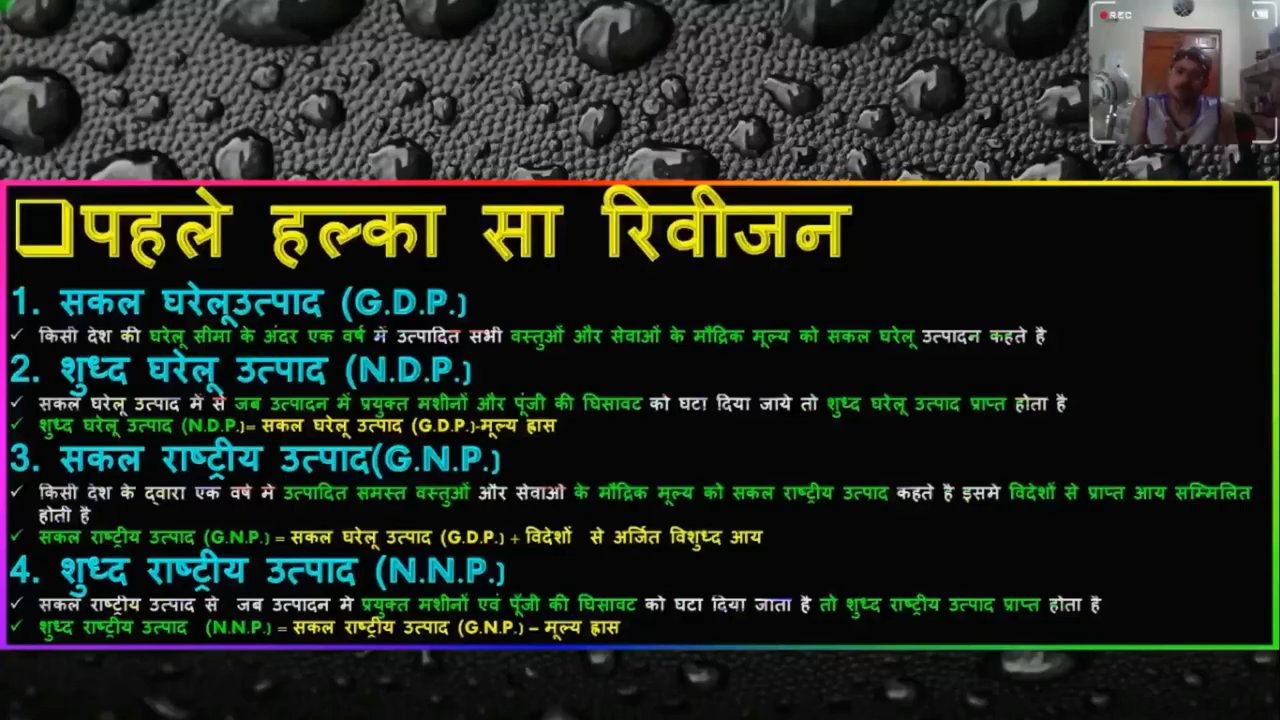 REC
❑पहले हल्का सा रिवीजन
1. सकल घरेलूउत्पाद (G.D.P.)
✓ किसी देश की घरेलू सीमा के अंदर एक वर्ष में उत्पादित सभी वस्तुओं और सेवाओं के मौद्रिक मूल्य को सकल घरेलू उत्पादन कहते है
2. शुध्द घरेलू उत्पाद (N.D.P.)
✓ सकल घरेलू उत्पाद में से जब उत्पादन में प्रयुक्त मशीनों और पूंजी की घिसावट को घटा दिया जाये तो शुध्द घरेलू उत्पाद प्राप्त होता है
✓ शुध्द घरेलू उत्पाद (N.D.P.)= सकल घरेलू उत्पाद (G.D.P.)-मूल्य ह्रास
3. सकल राष्ट्रीय उत्पाद(G.N.P.)
✓ किसी देश के द्वारा एक वर्ष मे उत्पादित समस्त वस्तुओं और सेवाओ के मौद्रिक मूल्य को सकल राष्ट्रीय उत्पाद कहते है इसमे विदेशों से प्राप्त आय सम्मिलित
होती है
✓ सकल राष्ट्रीय उत्पाद (G.N.P.) = सकल घरेलू उत्पाद (G.D.P.) + विदेशों से अर्जित विशुध्द आय
4. शुध्द राष्ट्रीय उत्पाद (N.N.P.)
✓ सकल राष्ट्रीय उत्पाद से जब उत्पादन मे प्रयुक्त मशीनों एवं पूँजी की घिसावट को घटा दिया जाता है तो शुध्द राष्ट्रीय उत्पाद प्राप्त होता है
✓ शुध्द राष्ट्रीय उत्पाद (N.N.P.) = सकल राष्ट्रीय उत्पाद (G.N.P.) – मूल्य ह्रास